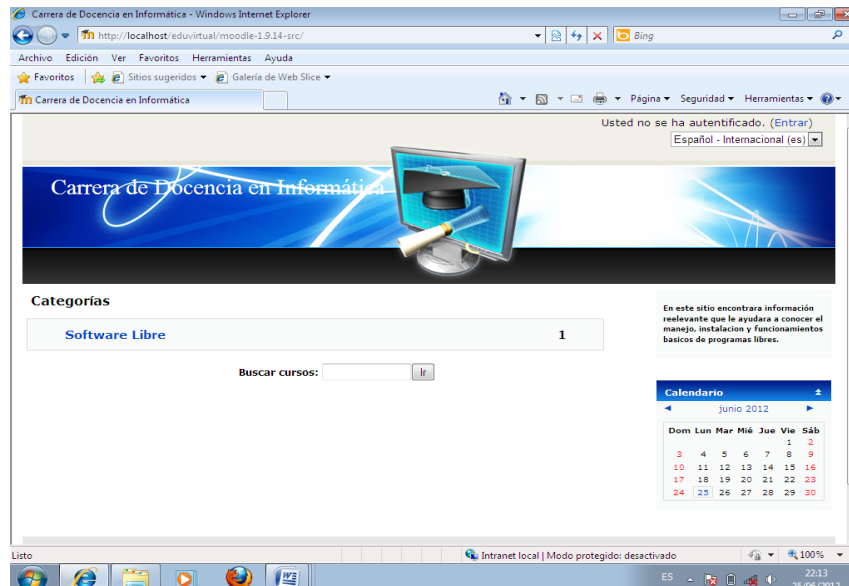 Carrera de Docencia en Informática - Windows Internet Explorer
http://localhost/eduvirtual/moodle-1.9.14-src/
Bing
Archivo Edición Ver Favoritos Herramientas Ayuda
Favoritos Sitios sugeridos Galería de Web Slice
Carrera de Docencia en Informática
Página Seguridad Herramientas
Usted no se ha autentificado. (Entrar)
Español - Internacional (es)
Carrera de Docencia en Informática
Categorías
Software Libre 1
Buscar cursos: Ir
En este sitio encontrara información
reelevante que le ayudara a conocer el
manejo, instalacion y funcionamientos
basicos de programas libres.
Calendario
junio 2012
Dom Lun Mar Mié Jue Vie Sáb
1 2
3 4 5 6 7 8 9
10 11 12 13 14 15 16
17 18 19 20 21 22 23
24 25 26 27 28 29 30
Listo
Intranet local | Modo protegido: desactivado
100%
ES
22:13
25/06/2012